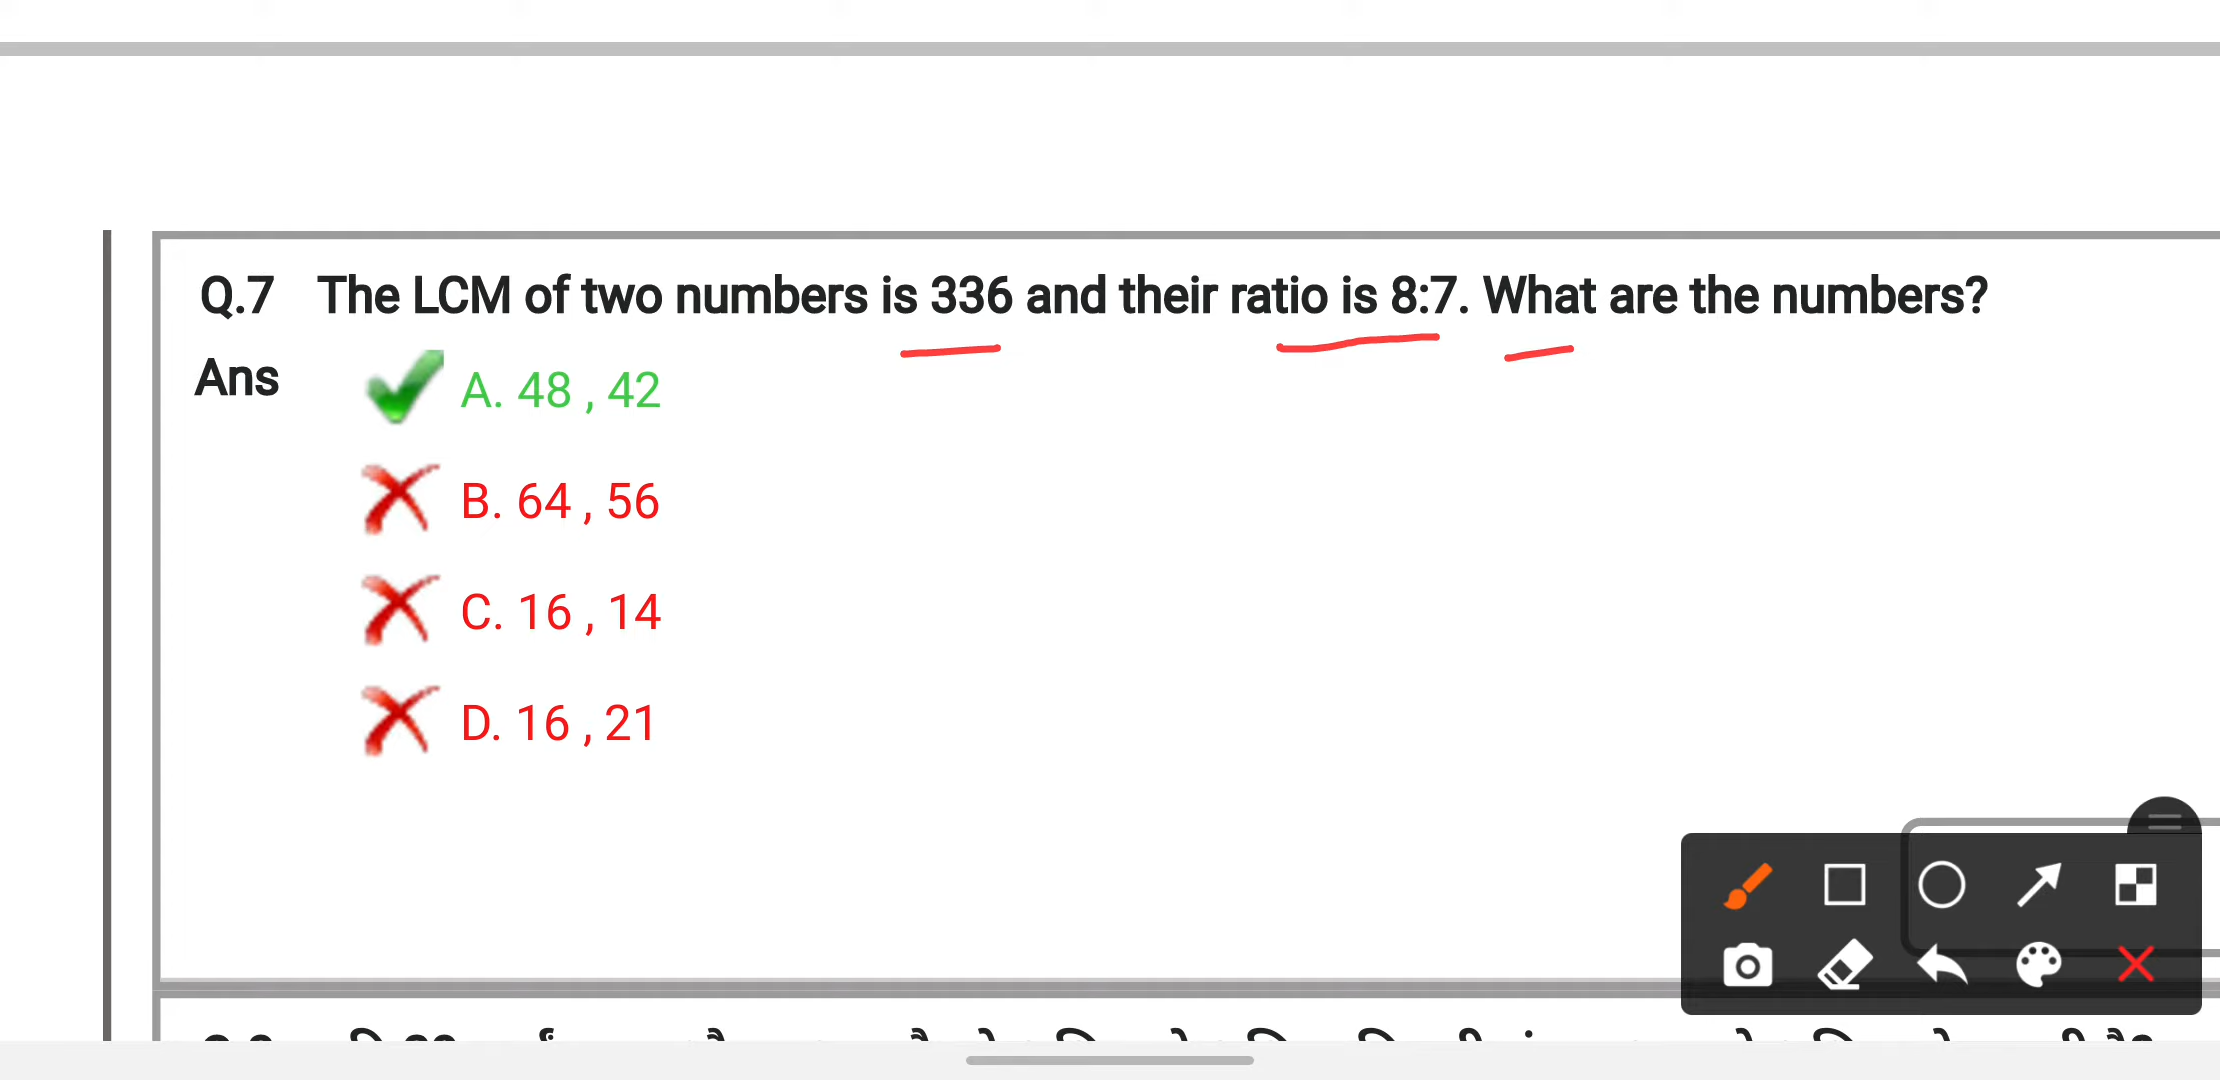 Q.7 The LCM of two numbers is 336 and their ratio is 8:7. What are the numbers?
Ans A. 48 , 42
B. 64 , 56
C. 16 , 14
D. 16 , 21